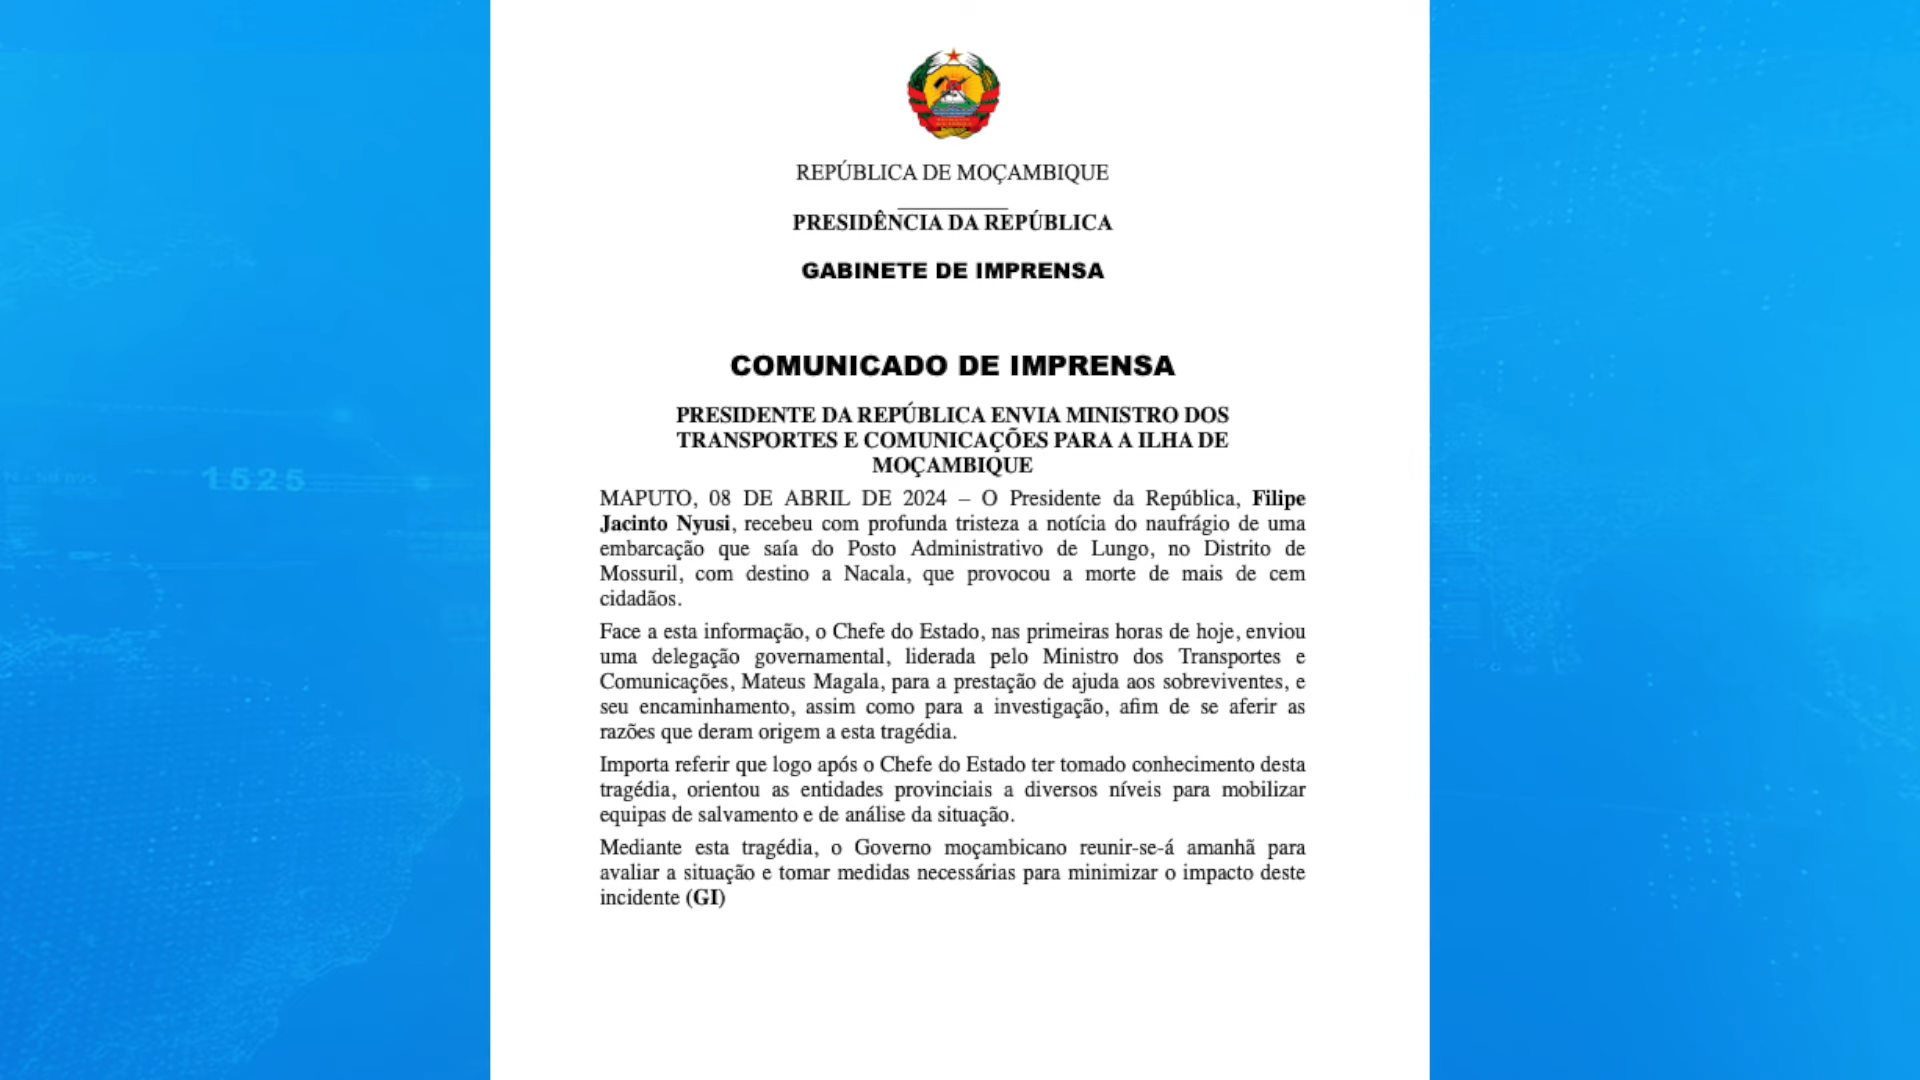 REPÚBLICA DE MOÇAMBIQUE
PRESIDÊNCIA DA REPÚBLICA
GABINETE DE IMPRENSA
COMUNICADO DE IMPRENSA
PRESIDENTE DA REPÚBLICA ENVIA MINISTRO DOS
TRANSPORTES E COMUNICAÇÕES PARA A ILHA DE
MOÇAMBIQUE
MAPUTO, 08 DE ABRIL DE 2024 – O Presidente da República, Filipe
Jacinto Nyusi, recebeu com profunda tristeza a notícia do naufrágio de uma
embarcação que saía do Posto Administrativo de Lungo, no Distrito de
Mossuril, com destino a Nacala, que provocou a morte de mais de cem
cidadãos.
Face a esta informação, o Chefe do Estado, nas primeiras horas de hoje, enviou
uma delegação governamental, liderada pelo Ministro dos Transportes e
Comunicações, Mateus Magala, para a prestação de ajuda aos sobreviventes, e
seu encaminhamento, assim como para a investigação, afim de se aferir as
razões que deram origem a esta tragédia.
Importa referir que logo após o Chefe do Estado ter tomado conhecimento desta
tragédia, orientou as entidades provinciais a diversos níveis para mobilizar
equipas de salvamento e de análise da situação.
Mediante esta tragédia, o Governo moçambicano reunir-se-á amanhã para
avaliar a situação e tomar medidas necessárias para minimizar o impacto deste
incidente (GI)
1525